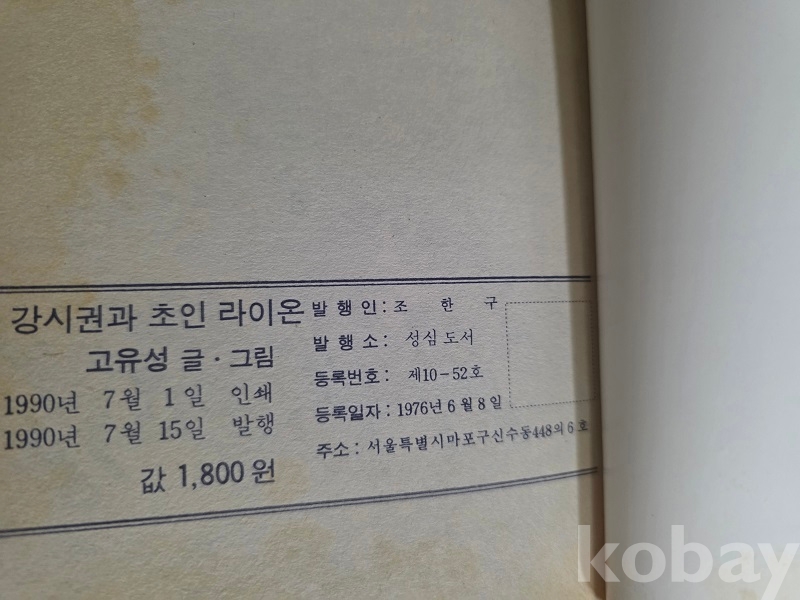 강시권과 초인 라이온
고유성 글·그림
1990년 7월 1일 인쇄
1990년 7월 15일 발행
값 1,800원
발행인: 조한구
발행소: 성심도서
등록번호: 제10-52호
등록일자: 1976년 6월 8일
주소: 서울특별시마포구신수동448의 6호
kobay